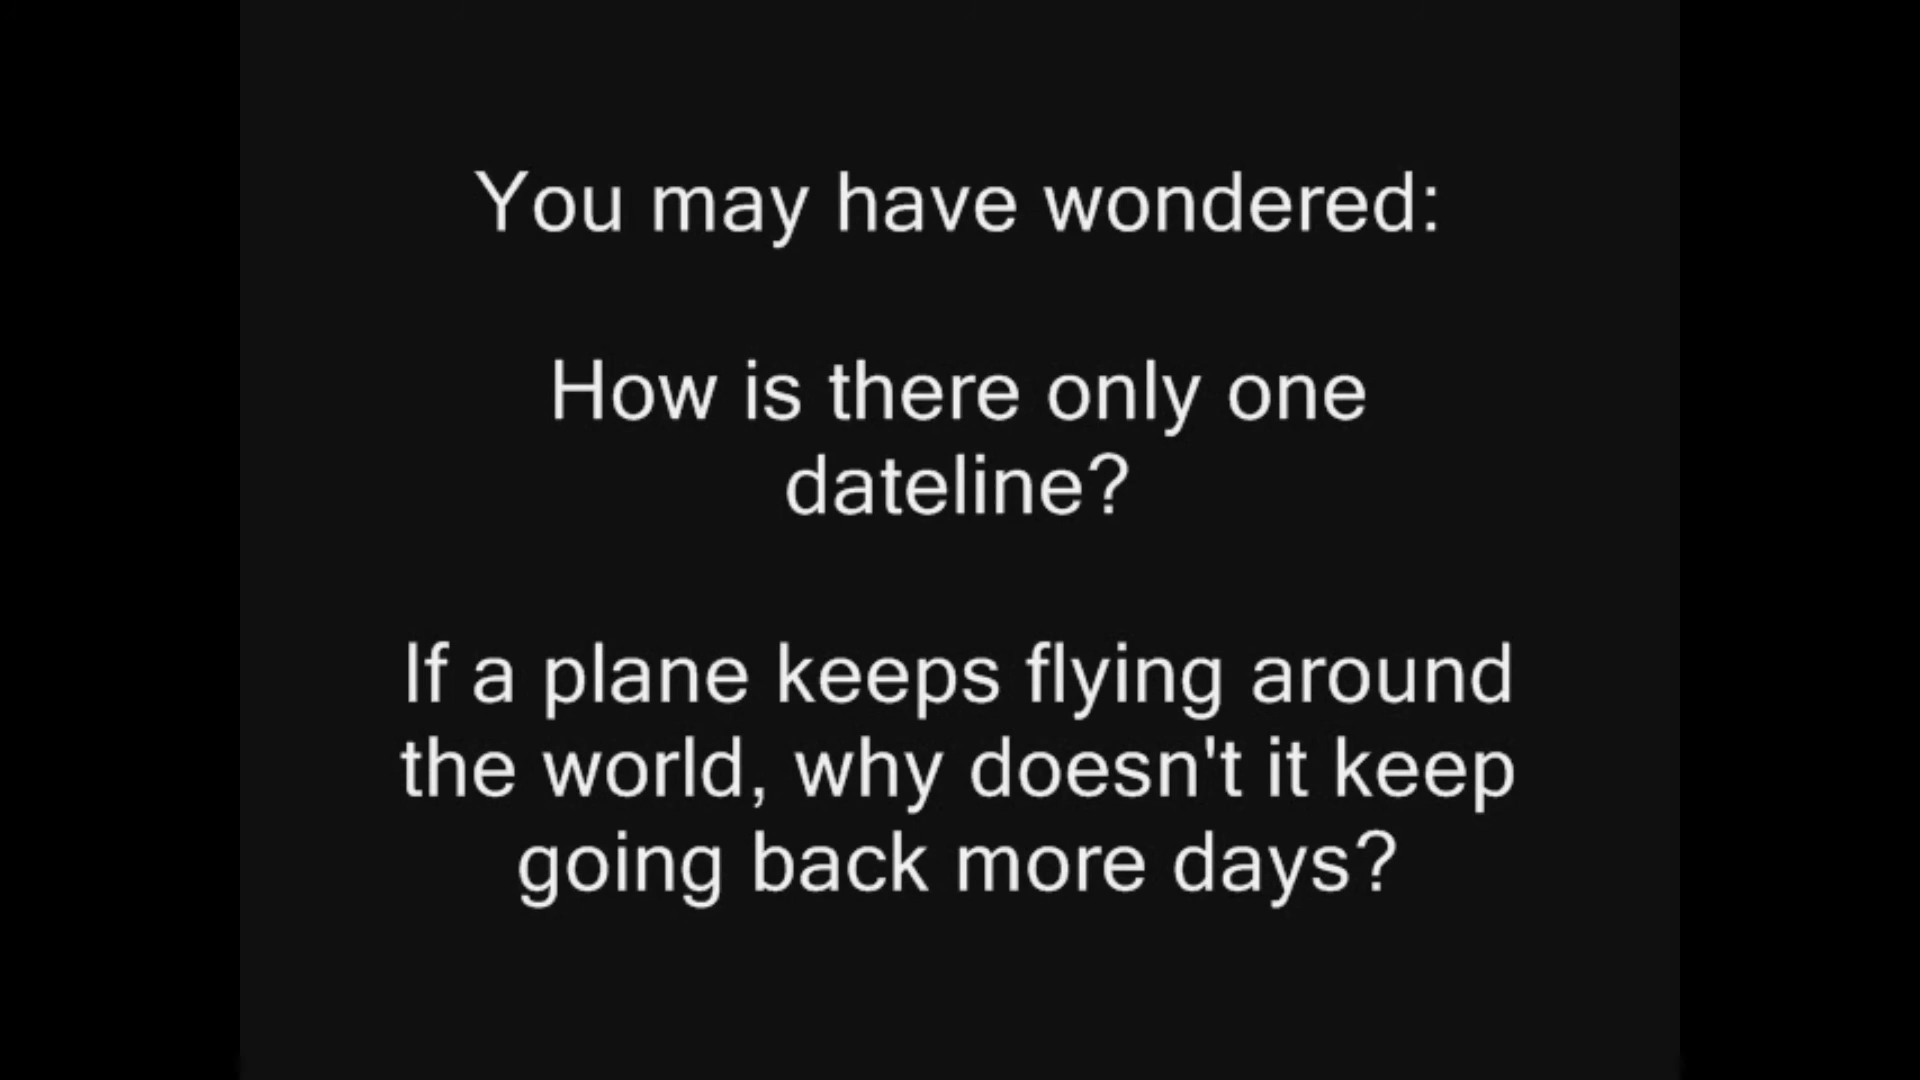 You may have wondered:
How is there only one
dateline?
If a plane keeps flying around
the world, why doesn't it keep
going back more days?